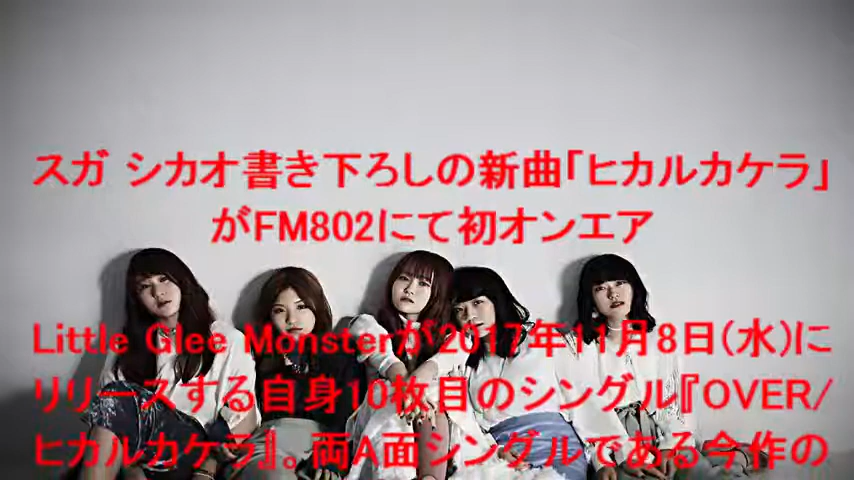 スガ シカオ書き下ろしの新曲｢ヒカルカケラ｣
がFM802にて初オンエア
Little Glee Monsterが2017年11月8日(水)に
リリースする自身10枚目のシングル『OVER/
ヒカルカケラ』。両A面シングルである今作の